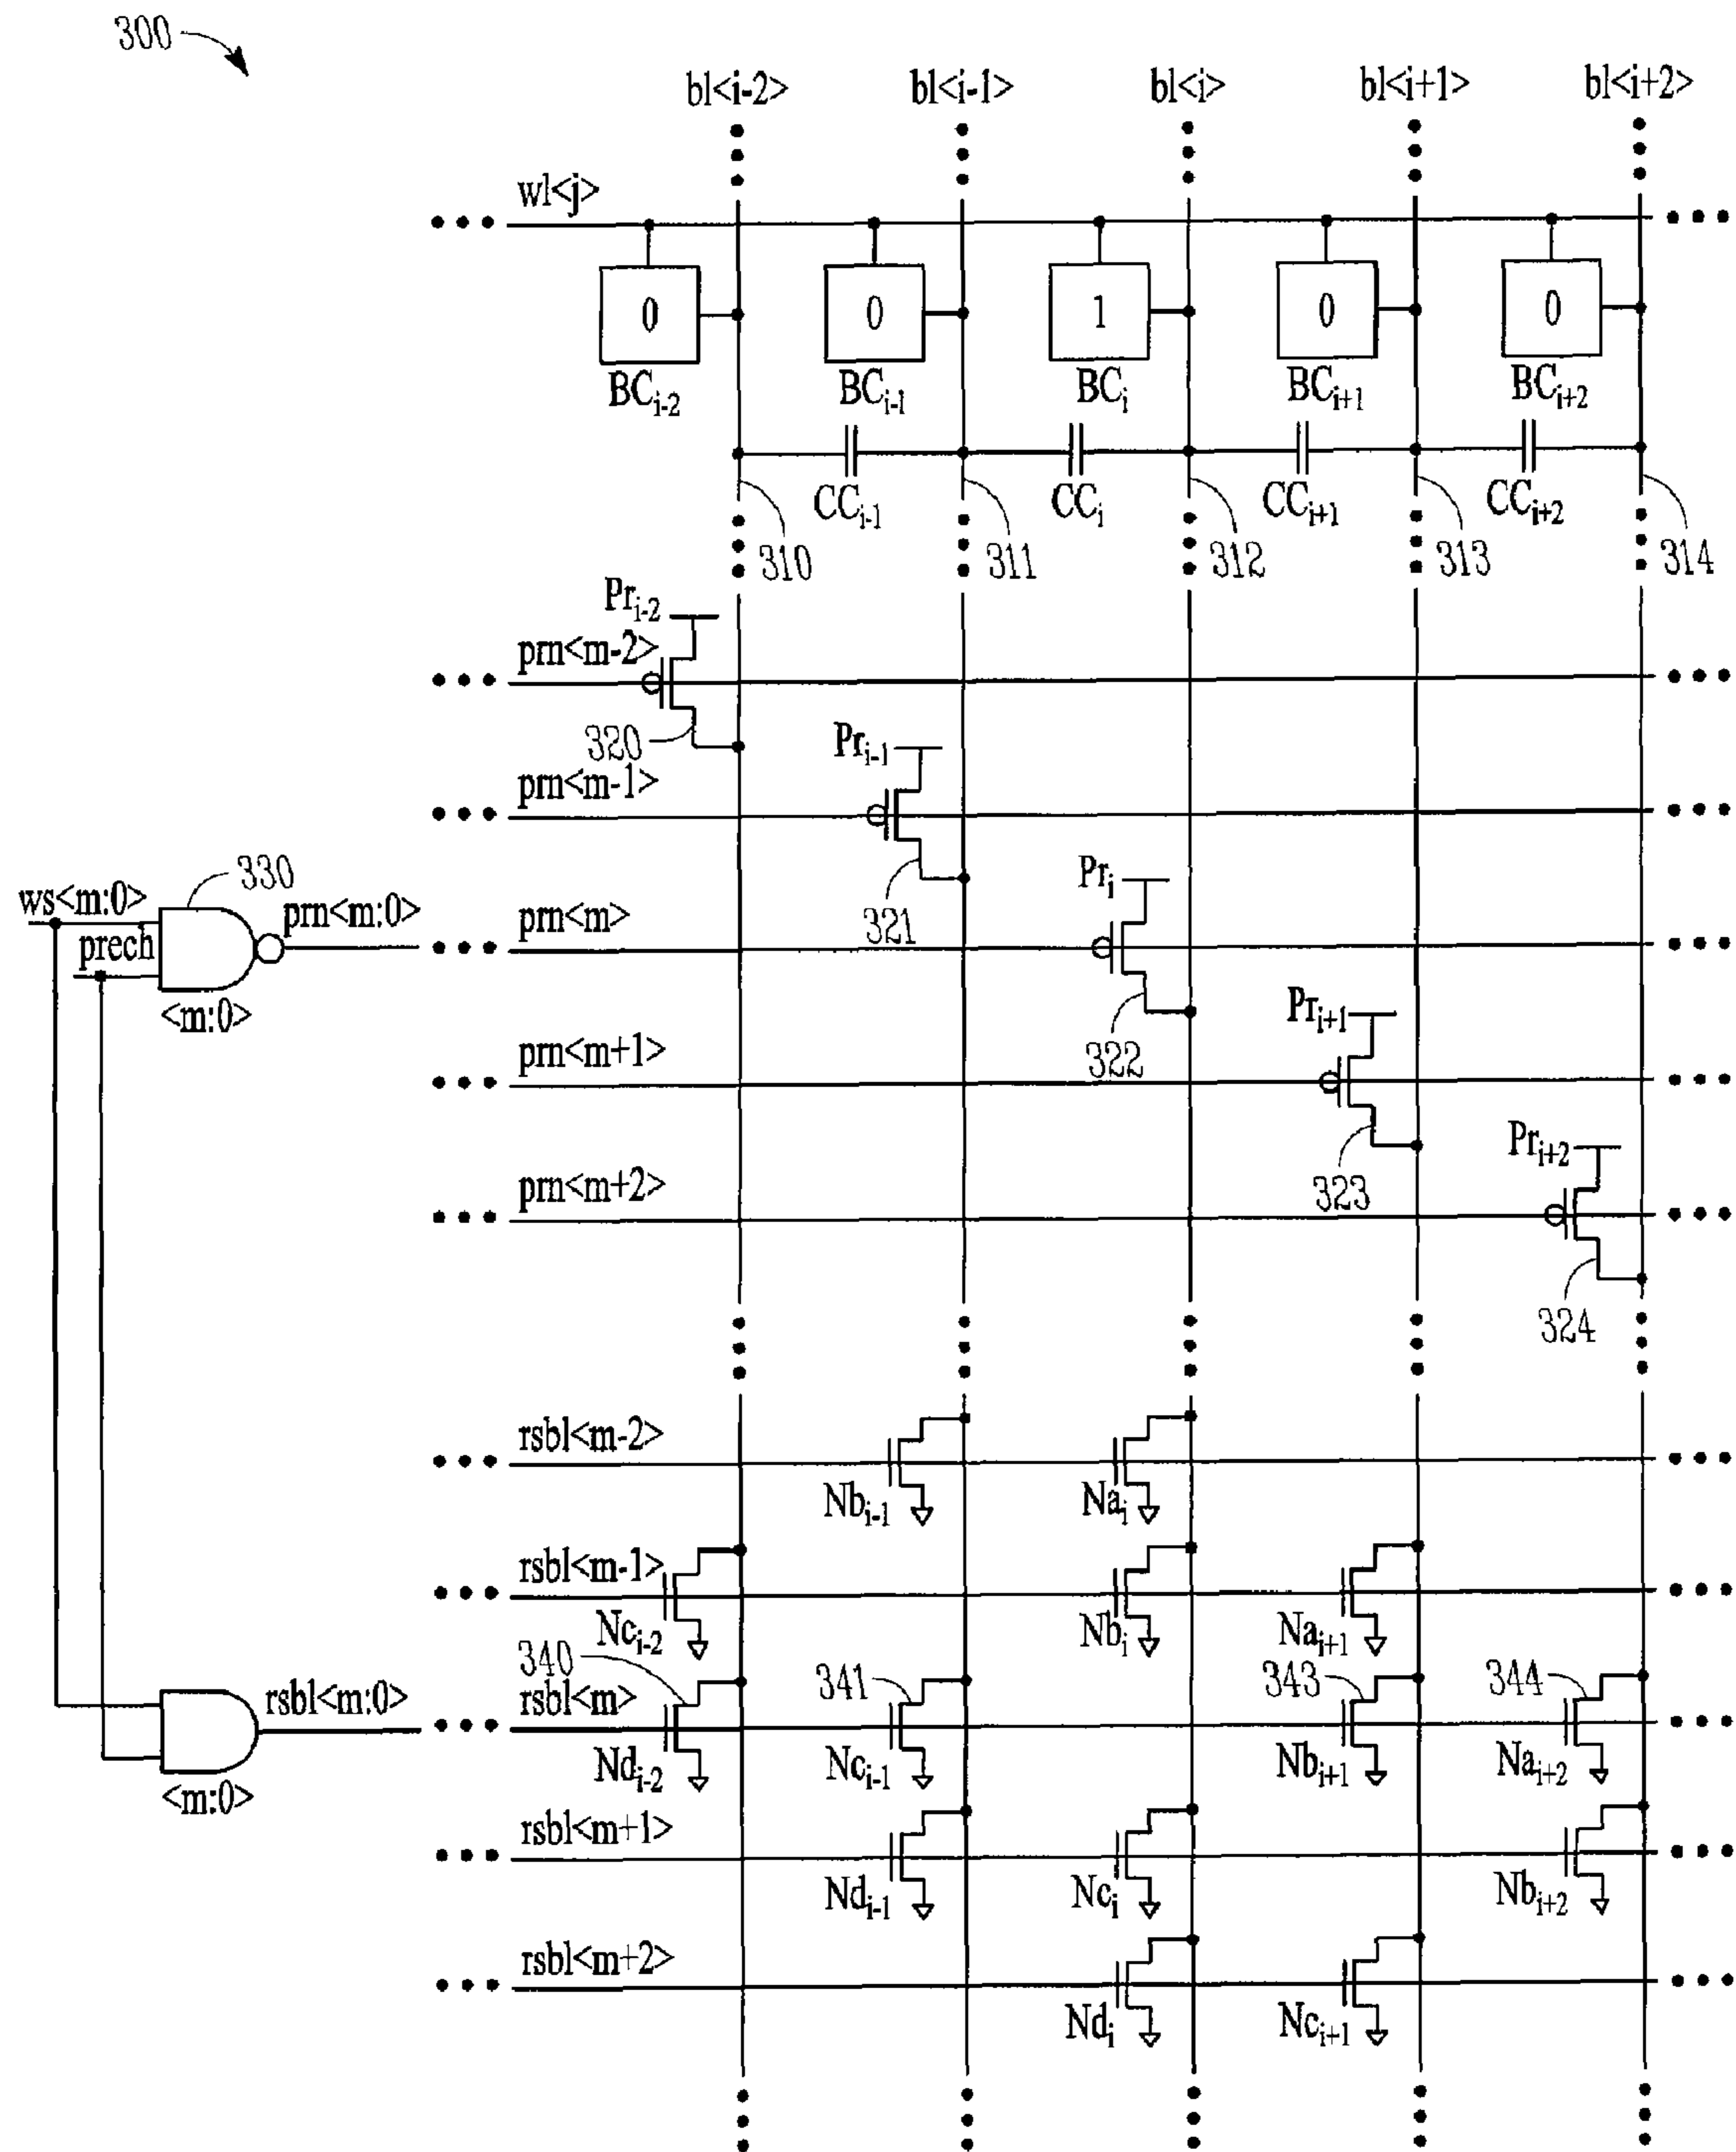 300
bl<i-2> bl<i-1> bl<i> bl<i+1> bl<i+2>
wl<j>
0 0 1 0 0
BCi-2 BCi-1 BCi BCi+1 BCi+2
CCi-1 CCi CCi+1 CCi+2
310 311 312 313 314
Pri-2
prn<m-2>
320
Pri-1
prn<m-1>
321
330
ws<m:0>
prech
prn<m:0>
<m:0>
Pri
prn<m>
322
Pri+1
prn<m+1>
323
Pri+2
prn<m+2>
324
rsbl<m-2>
Nbi-1 Nai
rsbl<m-1>
Nci-2 Nbi Nai+1
340 341 343 344
rsbl<m:0> rsbl<m>
Ndi-2 Nci-1 Nbi+1 Nai+2
<m:0>
rsbl<m+1>
Ndi-1 Nci Nbi+2
rsbl<m+2>
Ndi Nci+1